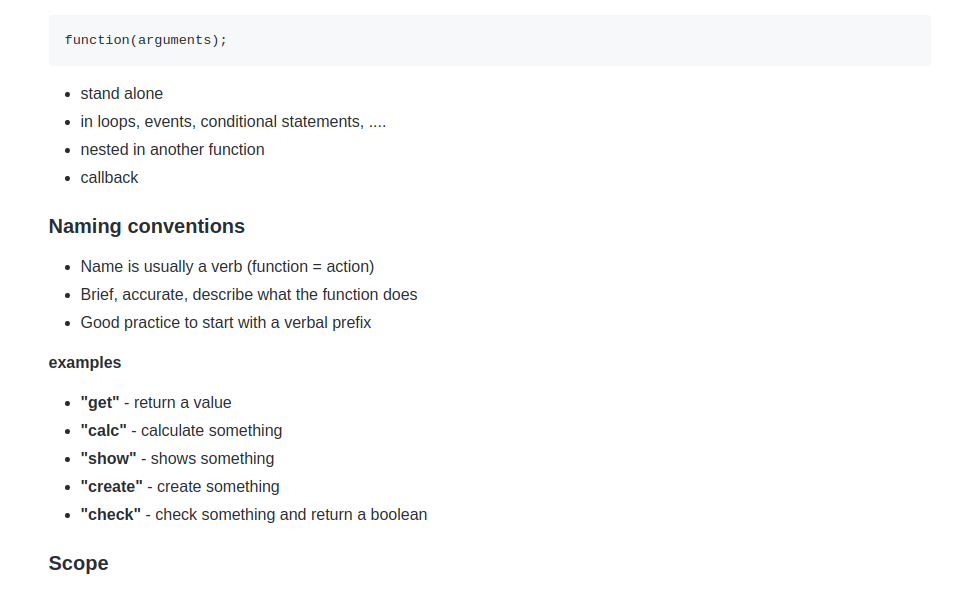 function(arguments);
stand alone
in loops, events, conditional statements, ....
nested in another function
callback
Naming conventions
Name is usually a verb (function = action)
Brief, accurate, describe what the function does
Good practice to start with a verbal prefix
examples
"get" - return a value
"calc" - calculate something
"show" - shows something
"create" - create something
"check" - check something and return a boolean
Scope